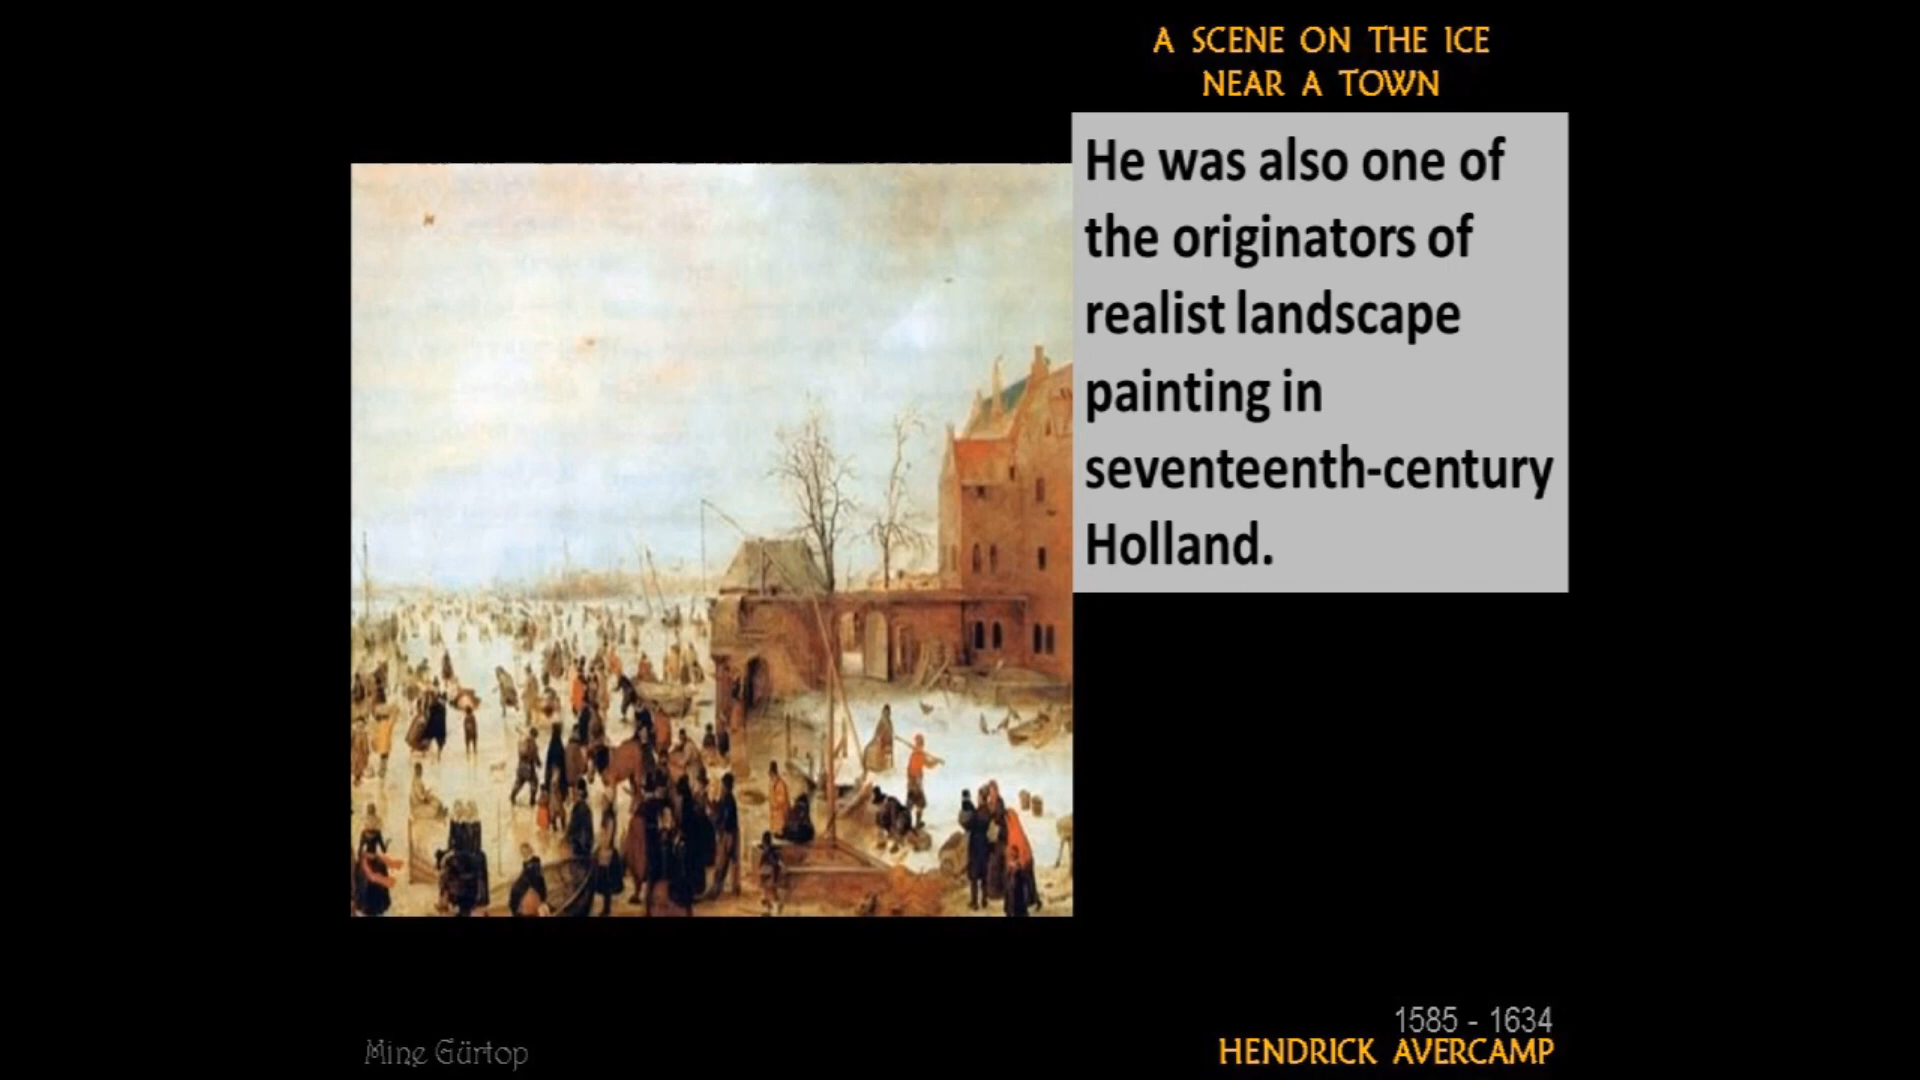 A SCENE ON THE ICE
NEAR A TOWN
He was also one of
the originators of
realist landscape
painting in
seventeenth-century
Holland.
1585 - 1634
HENDRICK AVERCAMP
Mine Gürtop